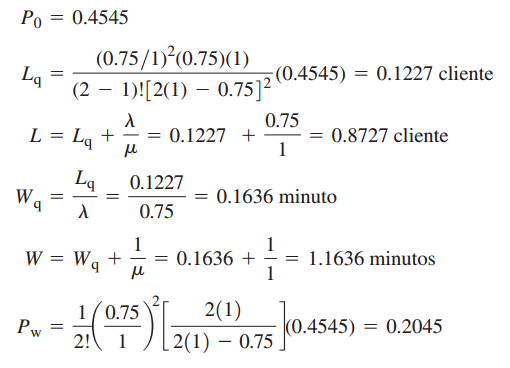 P₀ = 0.4545
L_q = (0.75/1)²(0.75)(1) / (2 − 1)![2(1) − 0.75]² (0.4545) = 0.1227 cliente
L = L_q + λ/μ = 0.1227 + 0.75/1 = 0.8727 cliente
W_q = L_q/λ = 0.1227/0.75 = 0.1636 minuto
W = W_q + 1/μ = 0.1636 + 1/1 = 1.1636 minutos
P_w = 1/2! (0.75/1)² [2(1) / 2(1) − 0.75] (0.4545) = 0.2045